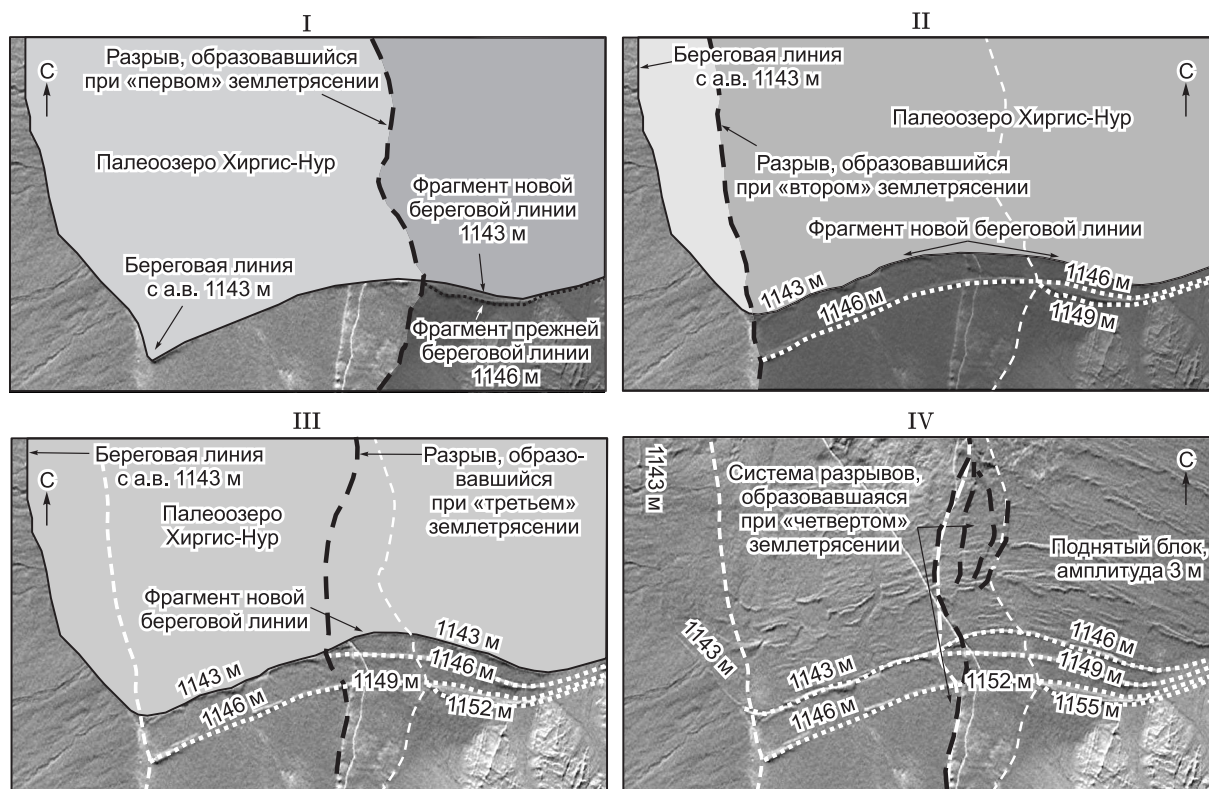 I
Разрыв, образовавшийся
при «первом» землетрясении
С
Палеоозеро Хиргис-Нур
Фрагмент новой
береговой линии
1143 м
Береговая линия
с а.в. 1143 м
Фрагмент прежней
береговой линии
1146 м
II
Береговая линия
с а.в. 1143 м
С
Палеоозеро Хиргис-Нур
Разрыв, образовавшийся
при «втором» землетрясении
Фрагмент новой береговой линии
1143 м
1146 м
1146 м
1149 м
III
Береговая линия
с а.в. 1143 м
С
Разрыв, образо-
вавшийся
при «третьем»
землетрясении
Палеоозеро
Хиргис-Нур
Фрагмент новой
береговой линии
1143 м
1143 м
1146 м
1146 м
1149 м
1152 м
IV
1143 м
Система разрывов,
образовавшаяся
при «четвертом»
землетрясении
С
Поднятый блок,
амплитуда 3 м
1143 м
1143 м
1146 м
1146 м
1149 м
1152 м
1155 м